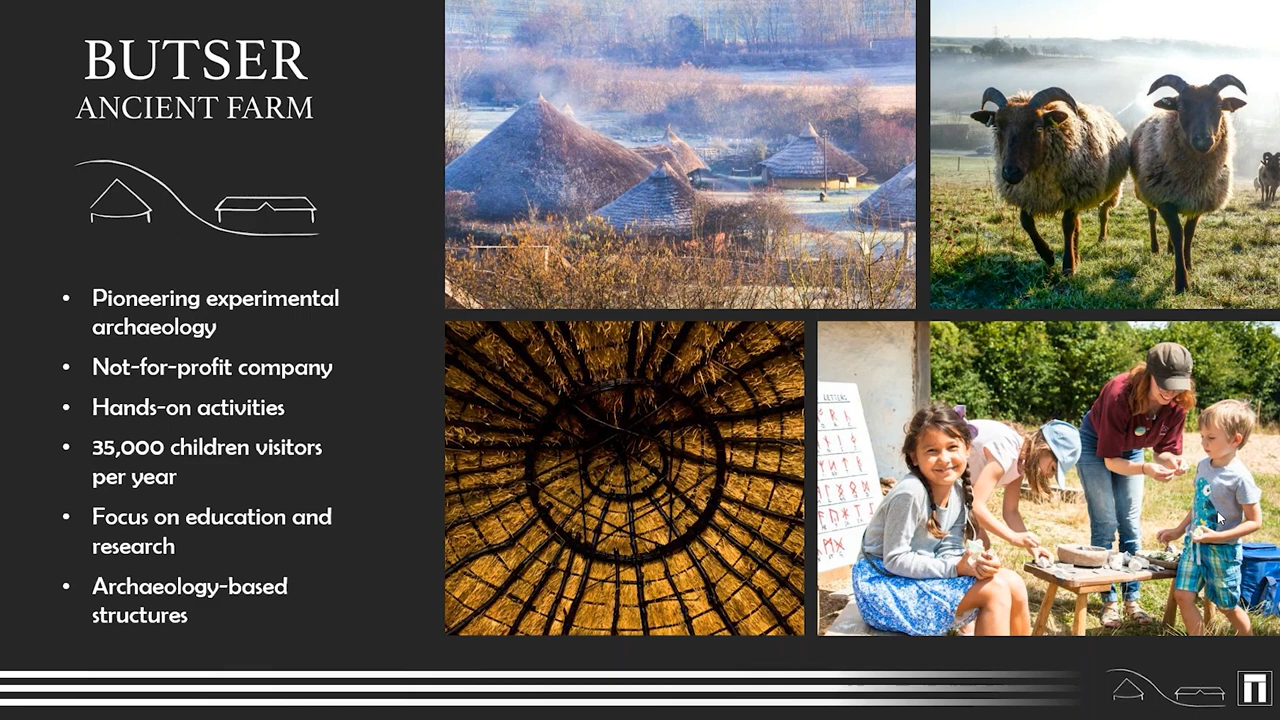 BUTSER
ANCIENT FARM
• Pioneering experimental
archaeology
• Not-for-profit company
• Hands-on activities
• 35,000 children visitors
per year
• Focus on education and
research
• Archaeology-based
structures
LETTERS